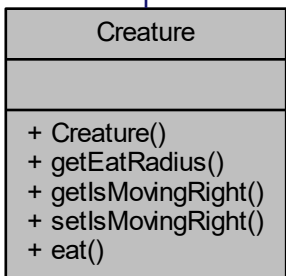 Creature
+ Creature()
+ getEatRadius()
+ getIsMovingRight()
+ setIsMovingRight()
+ eat()